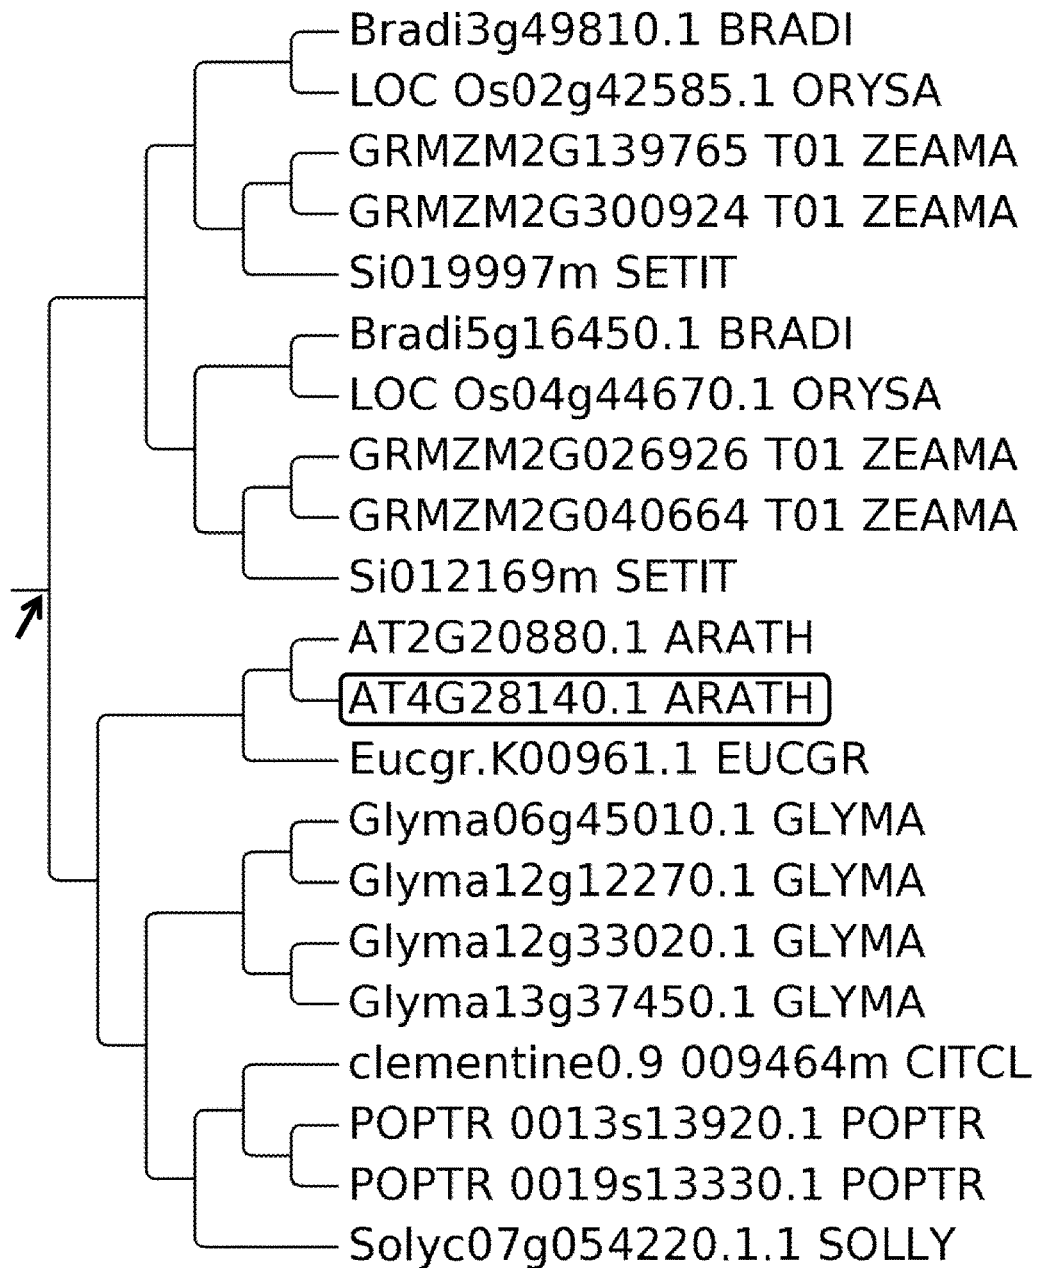 Bradi3g49810.1 BRADI
LOC Os02g42585.1 ORYSA
GRMZM2G139765 T01 ZEAMA
GRMZM2G300924 T01 ZEAMA
Si019997m SETIT
Bradi5g16450.1 BRADI
LOC Os04g44670.1 ORYSA
GRMZM2G026926 T01 ZEAMA
GRMZM2G040664 T01 ZEAMA
Si012169m SETIT
AT2G20880.1 ARATH
AT4G28140.1 ARATH
Eucgr.K00961.1 EUCGR
Glyma06g45010.1 GLYMA
Glyma12g12270.1 GLYMA
Glyma12g33020.1 GLYMA
Glyma13g37450.1 GLYMA
clementine0.9 009464m CITCL
POPTR 0013s13920.1 POPTR
POPTR 0019s13330.1 POPTR
Solyc07g054220.1.1 SOLLY